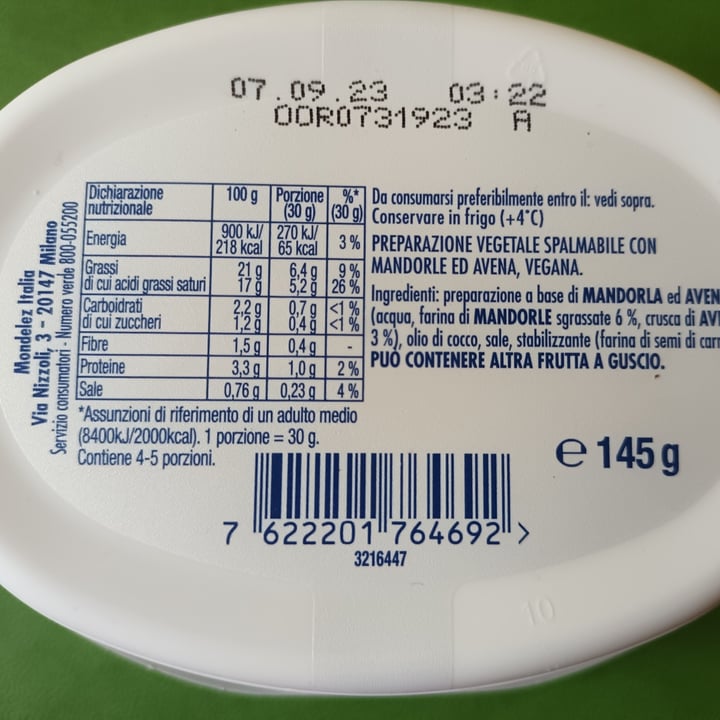 07.09.23 03:22
OOR0731923 A
Mondelez Italia
Via Nizzoli, 3 - 20147 Milano
Servizio consumatori - Numero verde 800-055200
Dichiarazione nutrizionale 100 g Porzione (30 g) %* (30 g)
Energia 900 kJ/ 218 kcal 270 kJ/ 65 kcal 3 %
Grassi 21 g 6,4 g 9 %
di cui acidi grassi saturi 17 g 5,2 g 26 %
Carboidrati 2,2 g 0,7 g <1 %
di cui zuccheri 1,2 g 0,4 g <1 %
Fibre 1,5 g 0,4 g -
Proteine 3,3 g 1,0 g 2 %
Sale 0,76 g 0,23 g 4 %
*Assunzioni di riferimento di un adulto medio
(8400kJ/2000kcal). 1 porzione = 30 g.
Contiene 4-5 porzioni.
Da consumarsi preferibilmente entro il: vedi sopra.
Conservare in frigo (+4°C)
PREPARAZIONE VEGETALE SPALMABILE CON
MANDORLE ED AVENA, VEGANA.
Ingredienti: preparazione a base di MANDORLA ed AVEN
(acqua, farina di MANDORLE sgrassate 6 %, crusca di AV
3 %), olio di cocco, sale, stabilizzante (farina di semi di carr
PUÒ CONTENERE ALTRA FRUTTA A GUSCIO.
℮ 145 g
7 622201 764692 >
3216447
10